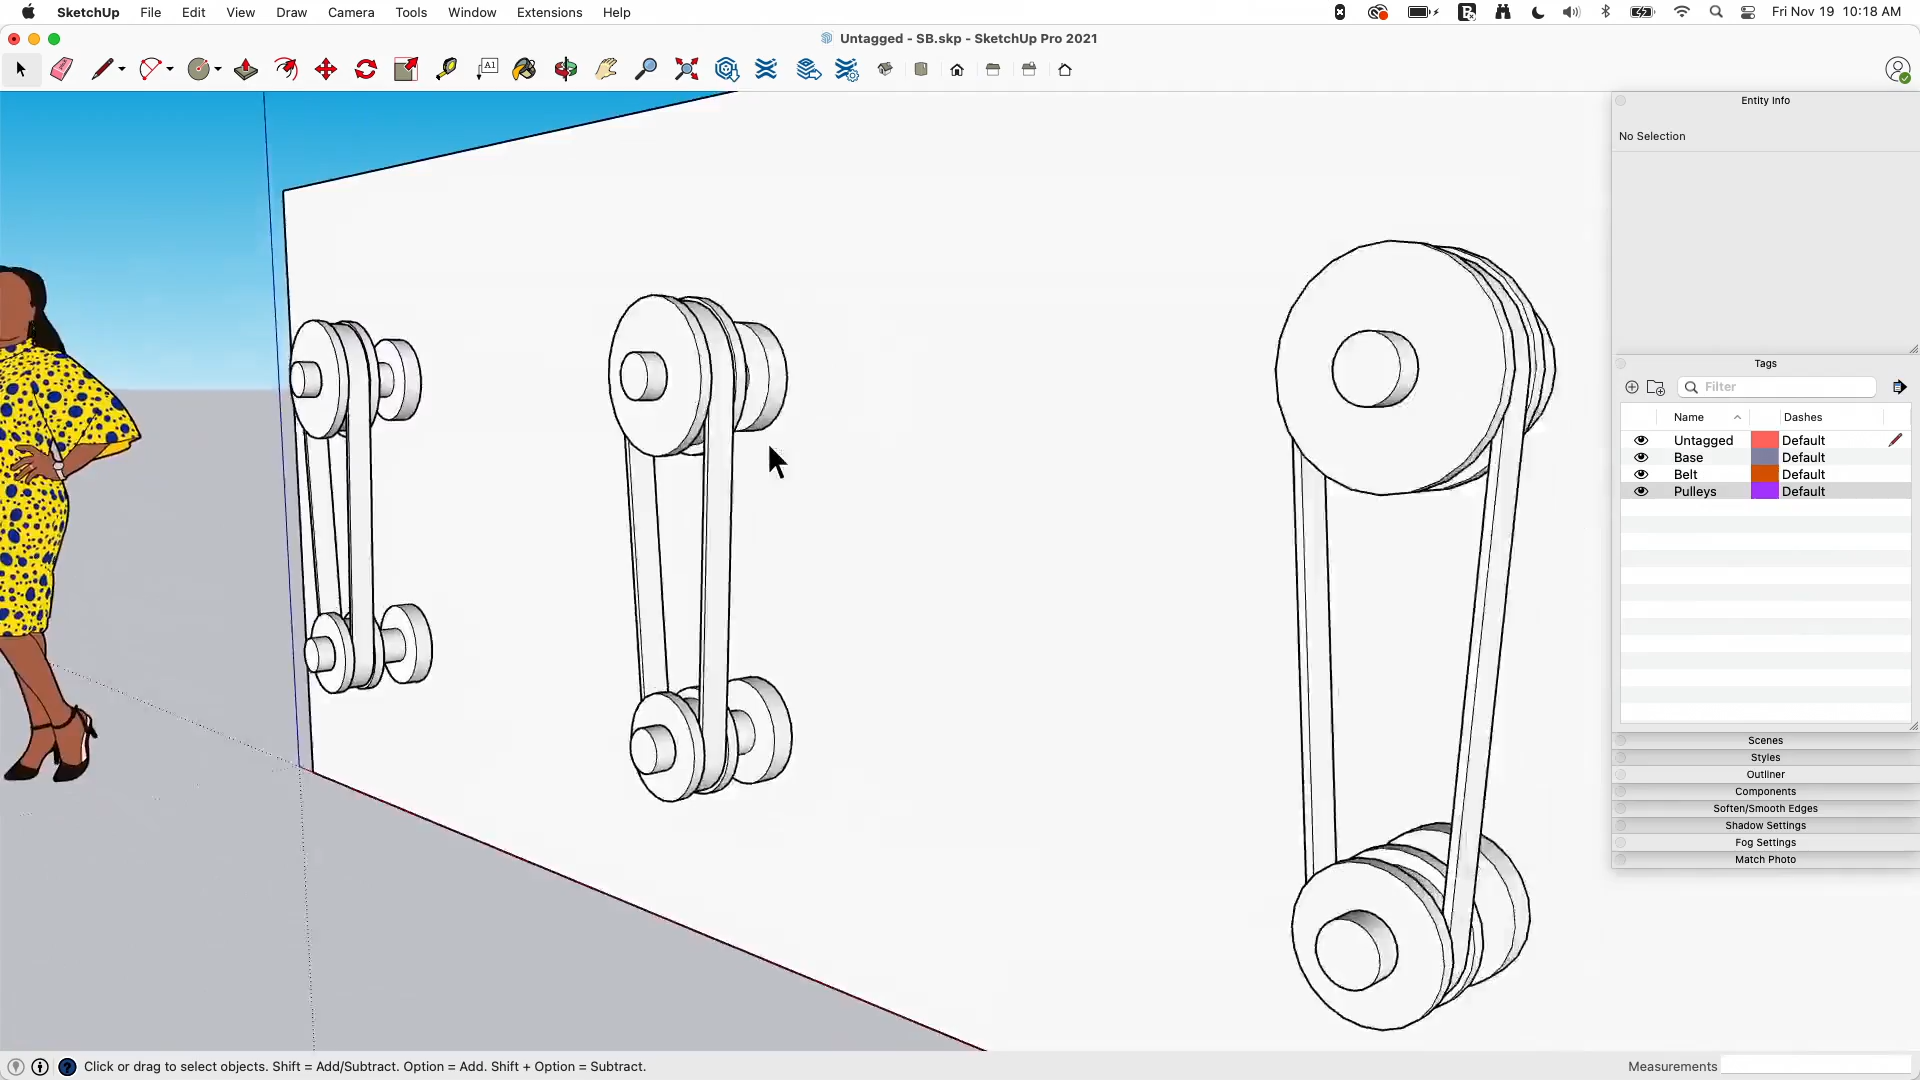 SketchUp File Edit View Draw Camera Tools Window Extensions Help Fri Nov 19 10:18 AM
Untagged - SB.skp - SketchUp Pro 2021
A1
Entity Info
No Selection
Tags
Filter
Name Dashes
Untagged Default
Base Default
Belt Default
Pulleys Default
Scenes
Styles
Outliner
Components
Soften/Smooth Edges
Shadow Settings
Fog Settings
Match Photo
Click or drag to select objects. Shift = Add/Subtract. Option = Add. Shift + Option = Subtract. Measurements